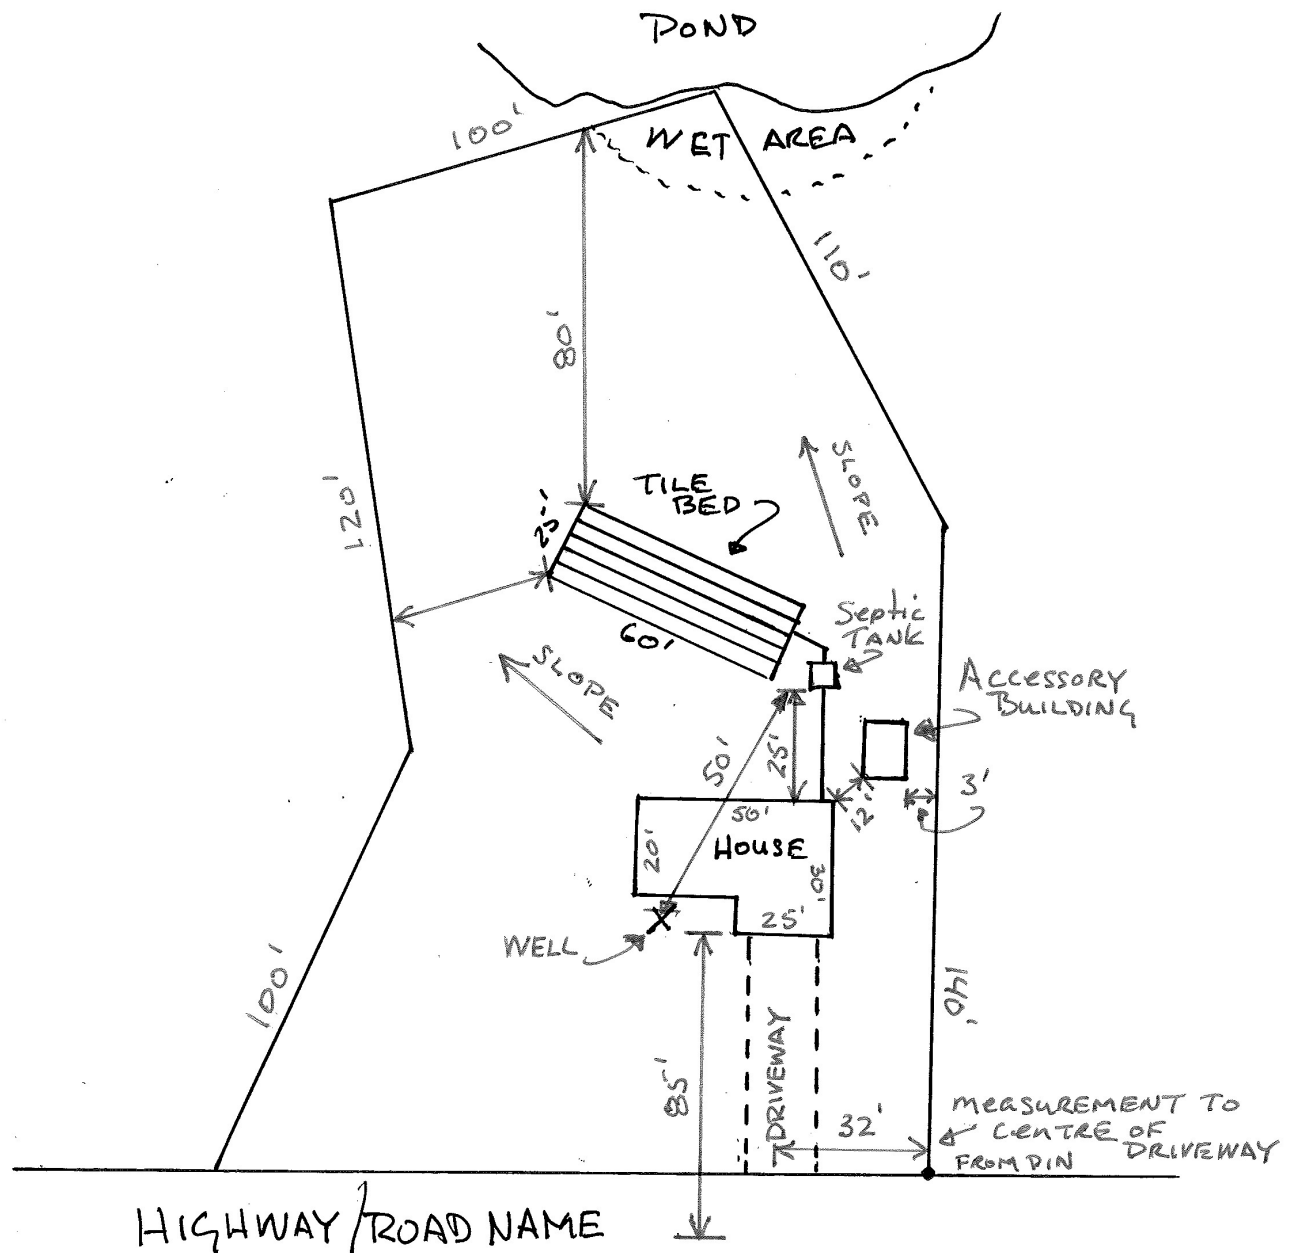 POND
100'
WET AREA
110'
80'
SLOPE
TILE
BED
25'
120'
60'
Septic
TANK
SLOPE
Accessory
BUILDING
50'
25'
3'
12'
50'
20'
HOUSE
30'
25'
WELL
100'
140'
85'
DRIVEWAY
32'
measurement TO
centre OF
DRIVEWAY
FROM PIN
HIGHWAY/ROAD NAME